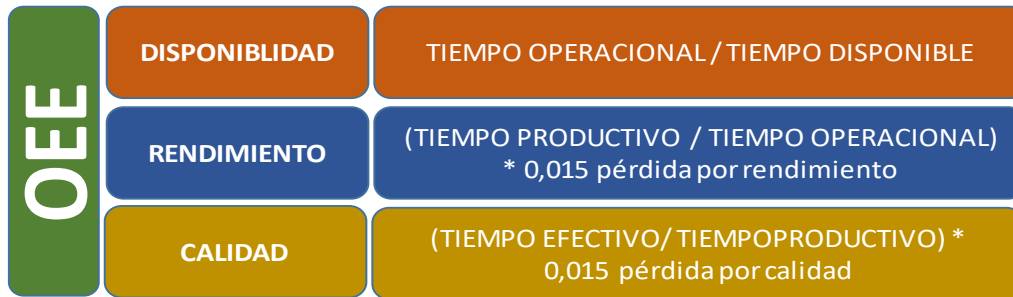 OEE
DISPONIBLIDAD
TIEMPO OPERACIONAL / TIEMPO DISPONIBLE
RENDIMIENTO
(TIEMPO PRODUCTIVO / TIEMPO OPERACIONAL)
* 0,015 pérdida por rendimiento
CALIDAD
(TIEMPO EFECTIVO/ TIEMPOPRODUCTIVO) *
0,015 pérdida por calidad